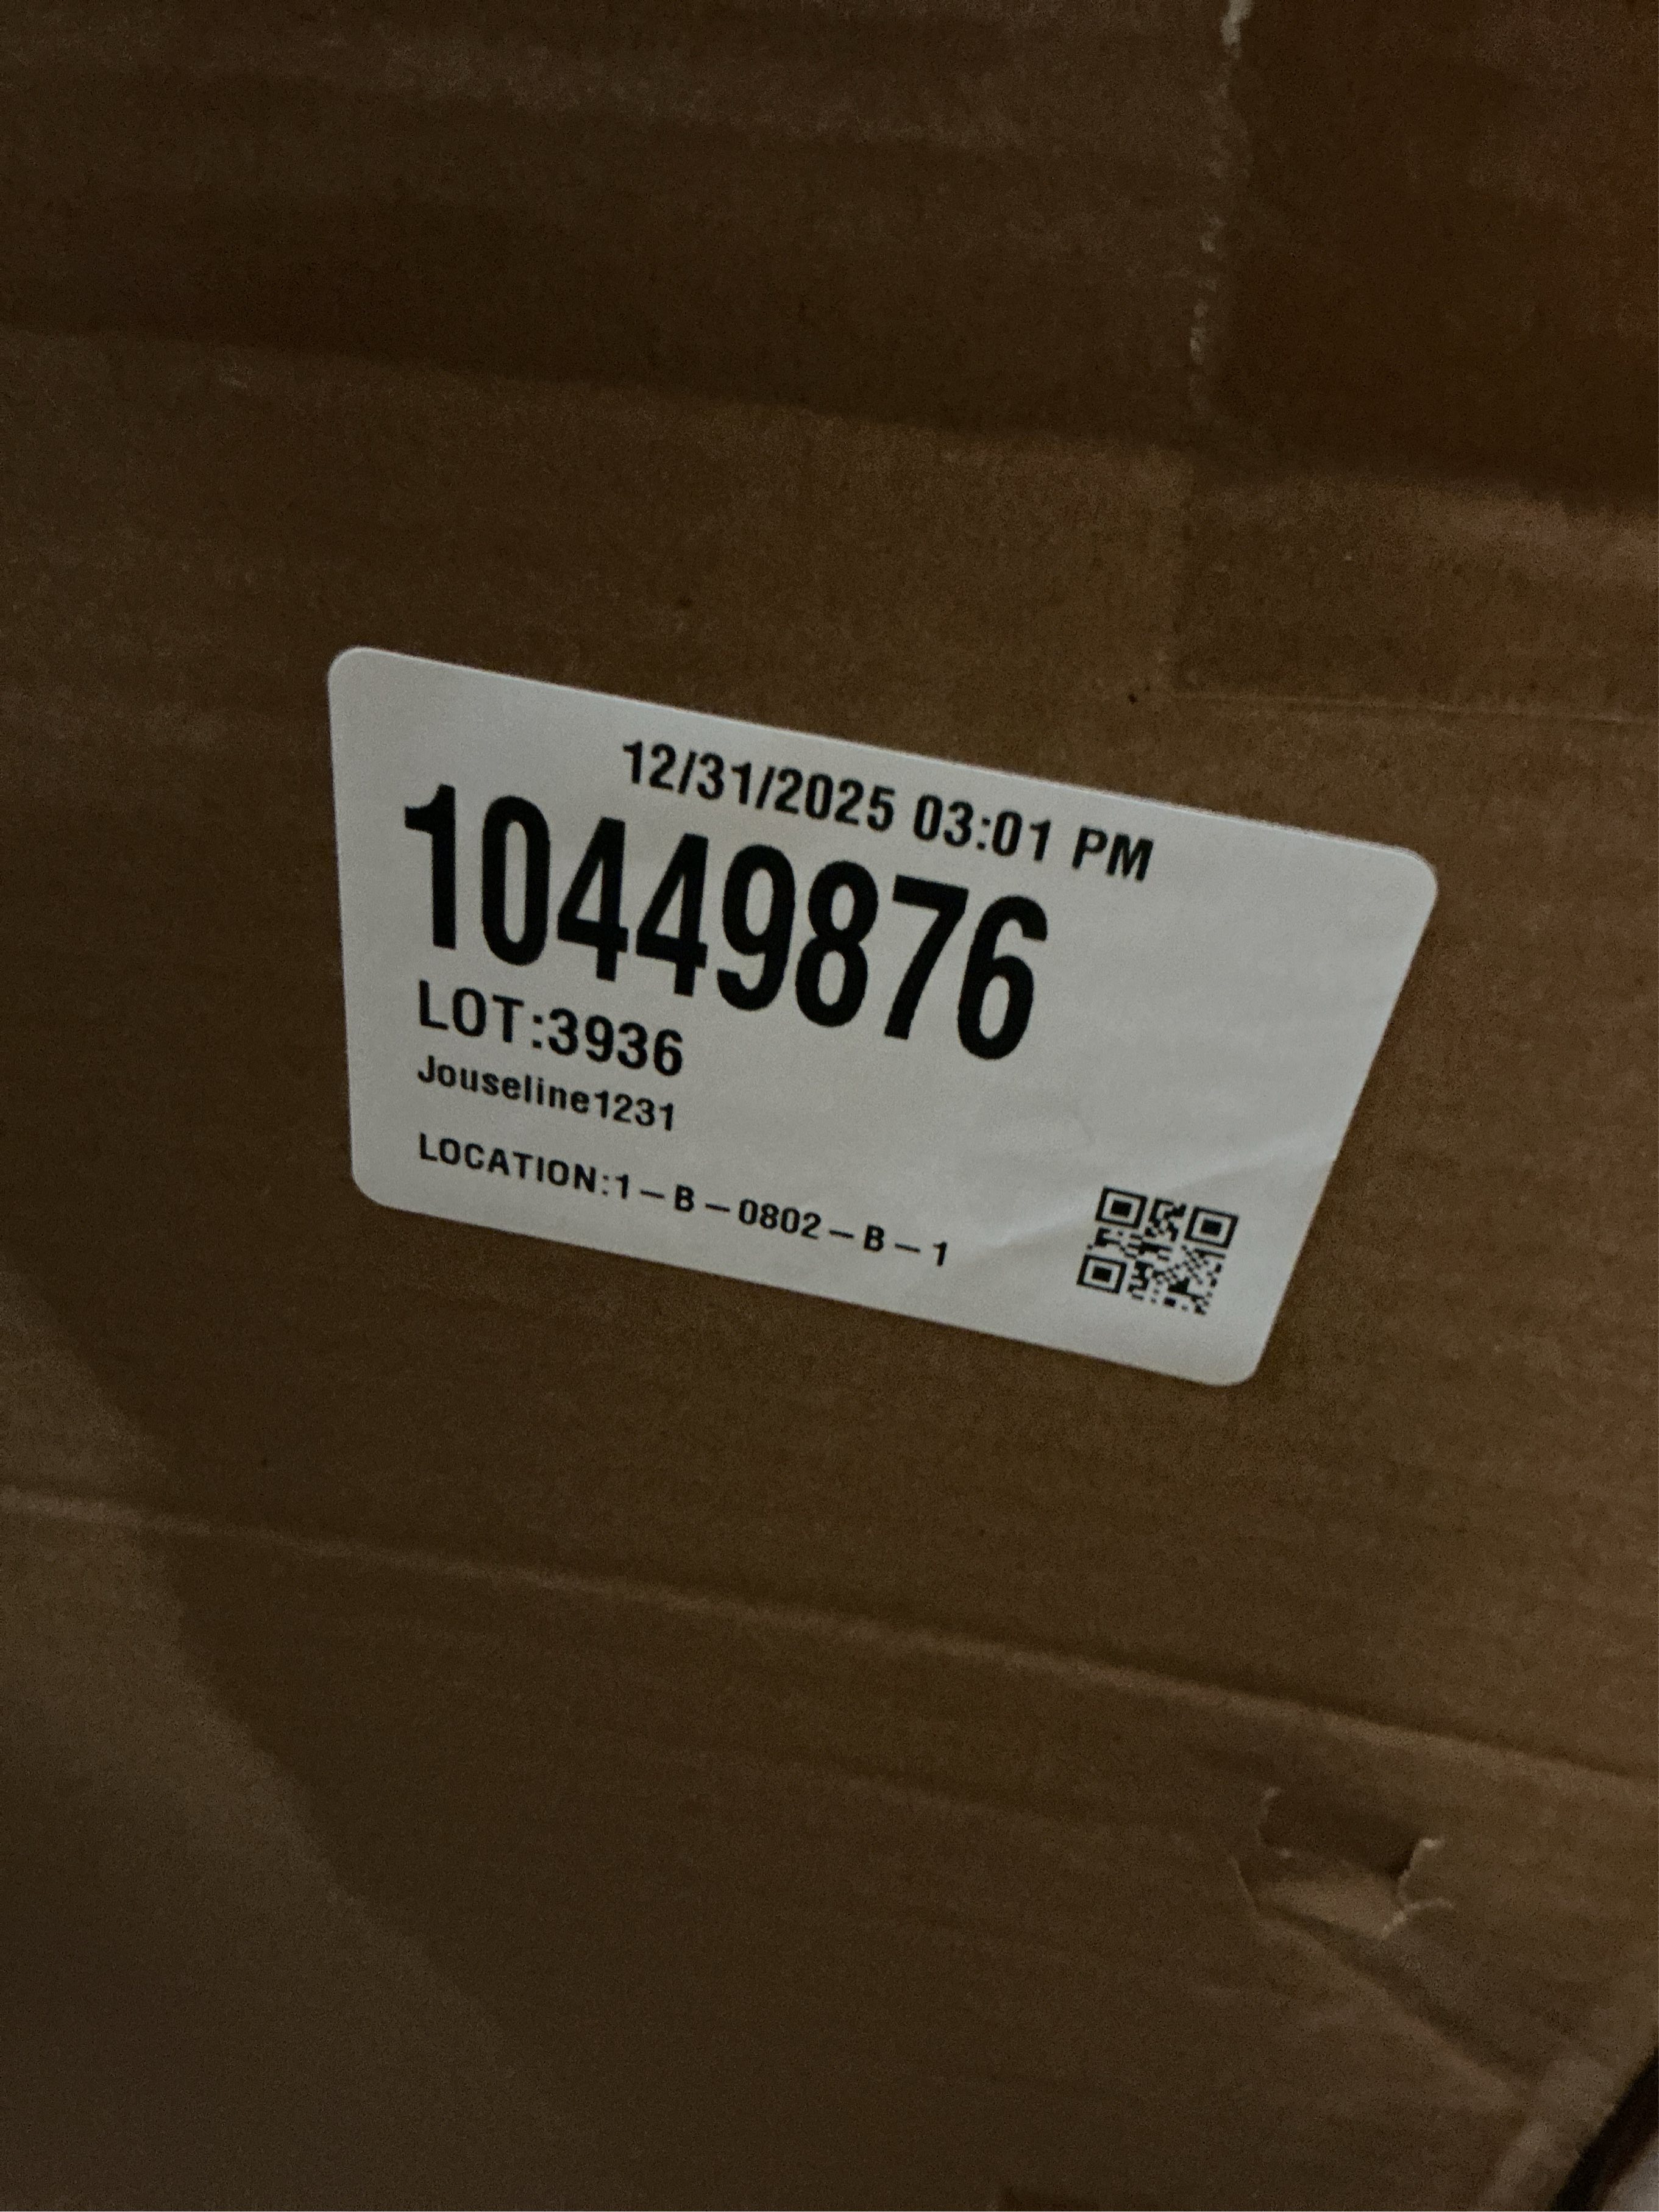 12/31/2025 03:01 PM
10449876
LOT:3936
Jouseline1231
LOCATION:1-B-0802-B-1